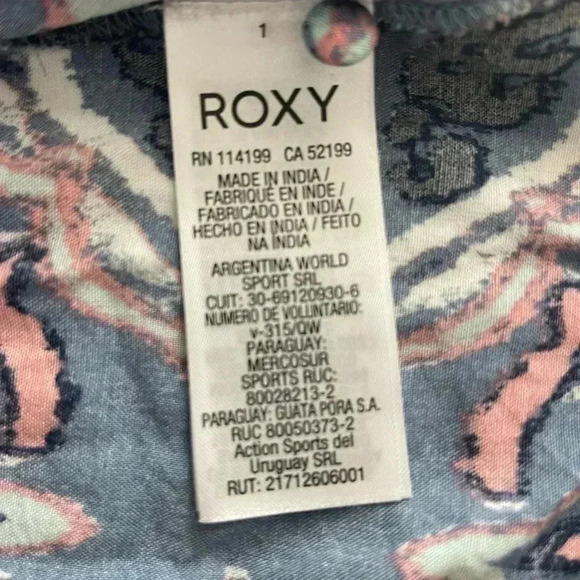 1
ROXY
RN 114199 CA 52199
MADE IN INDIA /
FABRIQUÉ EN INDE /
FABRICADO EN INDIA /
HECHO EN INDIA / FEITO
NA ÍNDIA
ARGENTINA WORLD
SPORT SRL
CUIT: 30-69120930-6
NUMERO DE VOLUNTARIO:
v-315/QW
PARAGUAY:
MERCOSUR
SPORTS RUC:
80028213-2
PARAGUAY: GUATA PORA S.A.
RUC 80050373-2
Action Sports del
Uruguay SRL
RUT: 21712606001